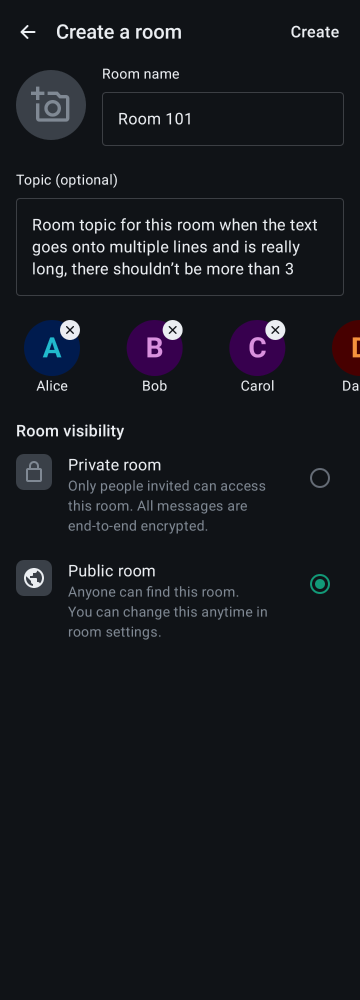 Create a room
Create
Room name
Room 101
Topic (optional)
Room topic for this room when the text
goes onto multiple lines and is really
long, there shouldn’t be more than 3
A
B
C
D
Alice
Bob
Carol
Da
Room visibility
Private room
Only people invited can access
this room. All messages are
end-to-end encrypted.
Public room
Anyone can find this room.
You can change this anytime in
room settings.